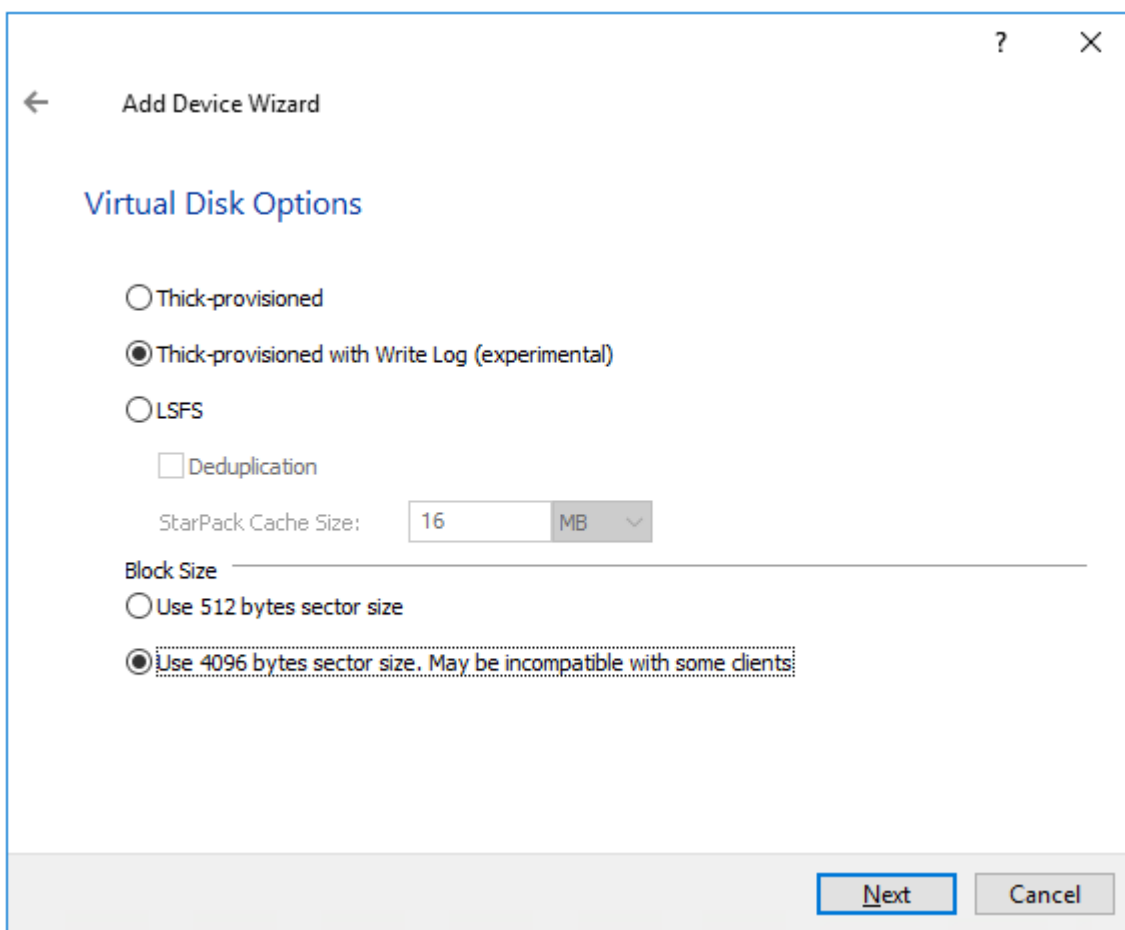 ?
Add Device Wizard
Virtual Disk Options
Thick-provisioned
Thick-provisioned with Write Log (experimental)
LSFS
Deduplication
StarPack Cache Size: 16 MB
Block Size
Use 512 bytes sector size
Use 4096 bytes sector size. May be incompatible with some clients
Next Cancel